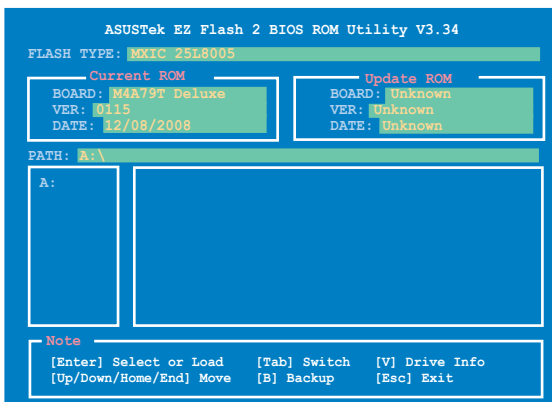 ASUSTek EZ Flash 2 BIOS ROM Utility V3.34
FLASH TYPE: MXIC 25L8005
Current ROM
BOARD: M4A79T Deluxe
VER: 0115
DATE: 12/08/2008
Update ROM
BOARD: Unknown
VER: Unknown
DATE: Unknown
PATH: A:\
A:
Note
[Enter] Select or Load [Tab] Switch [V] Drive Info
[Up/Down/Home/End] Move [B] Backup [Esc] Exit